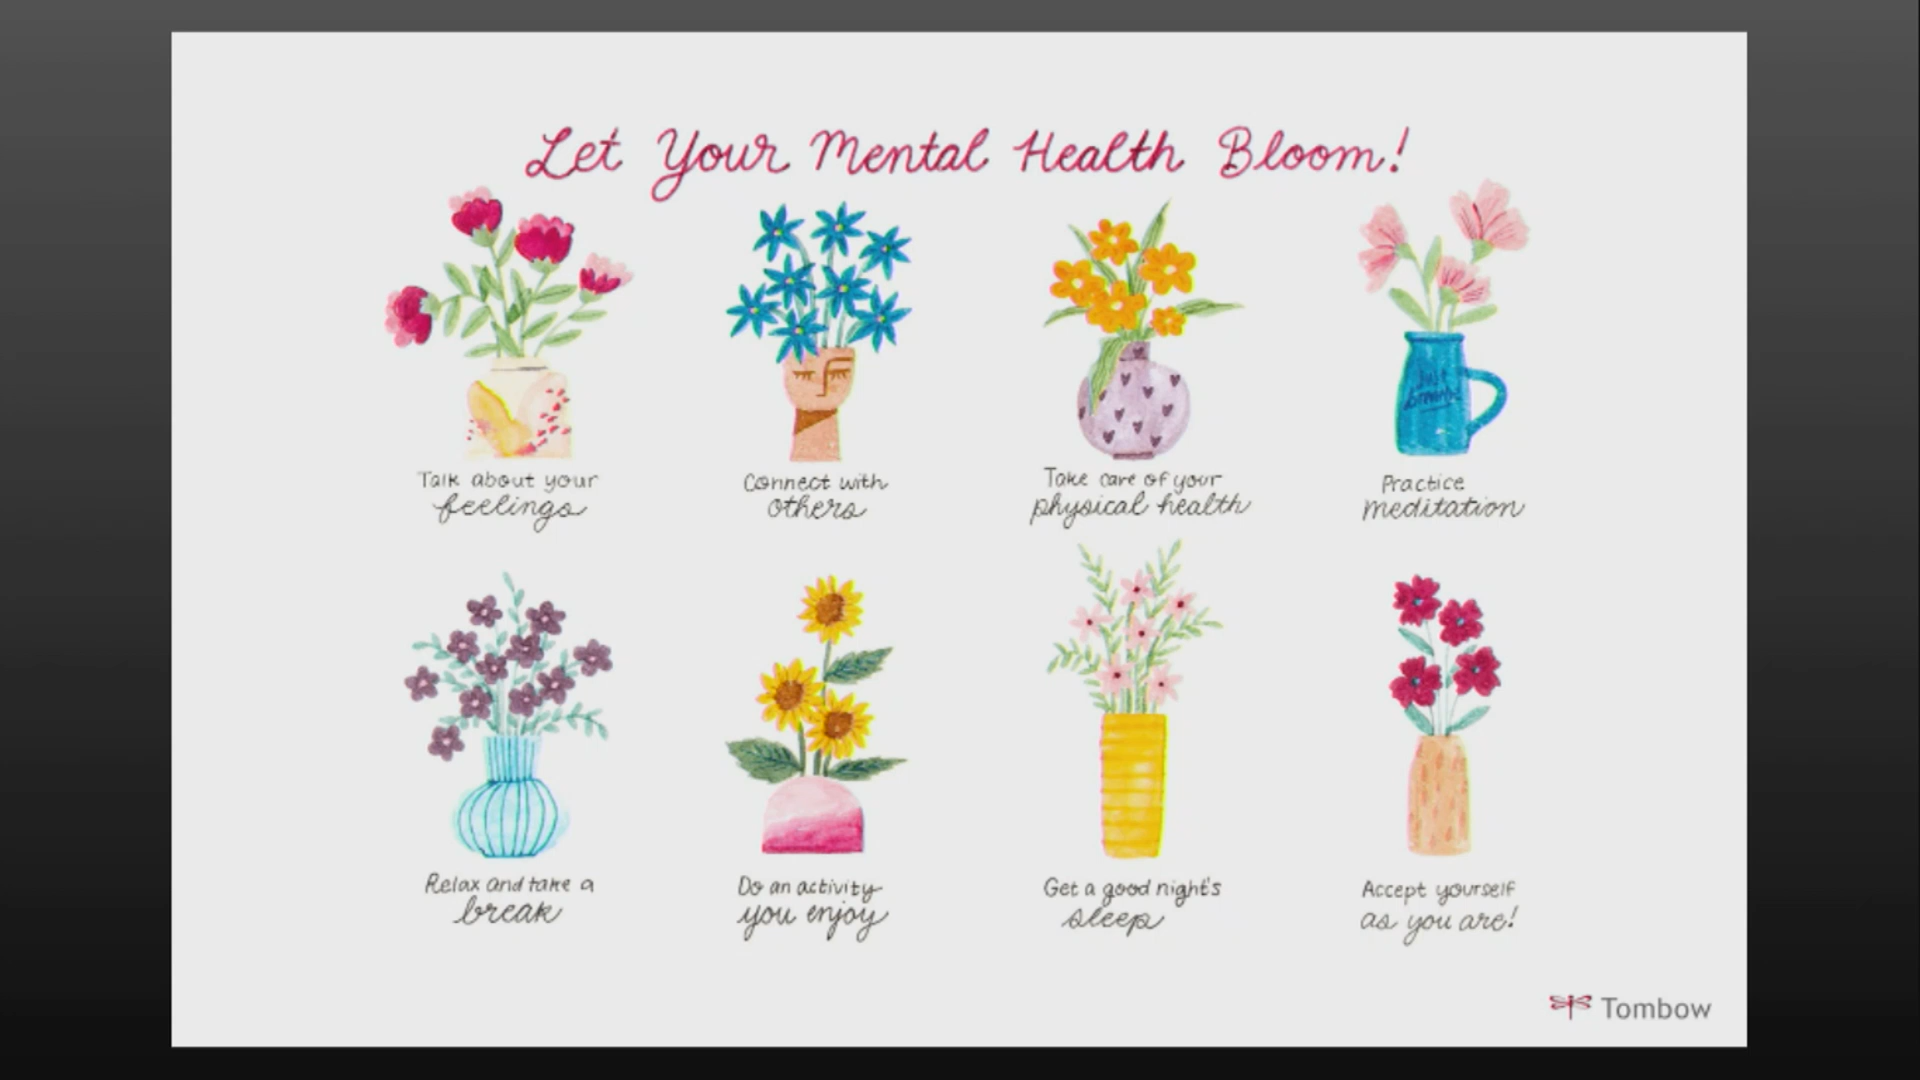 Let Your Mental Health Bloom!
Just
breathe
Talk about your
feelings
Connect with
others
Take care of your
physical health
Practice
meditation
Relax and take a
break
Do an activity
you enjoy
Get a good night's
sleep
Accept yourself
as you are!
Tombow